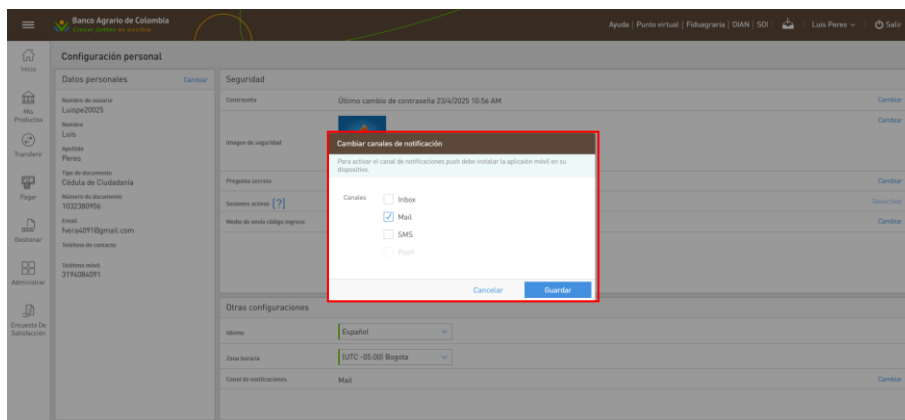 Banco Agrario de Colombia
Crecer juntos es posible
Ayuda | Punto virtual | Fiduagraria | DIAN | SOI | Luis Peres | Salir
Inicio
Mis
Productos
Transferir
Pagar
Gestionar
Administrar
Encuesta De
Satisfacción
Configuración personal
Datos personales Cambiar
Nombre de usuario
Luispe20025
Nombre
Luis
Apellido
Peres
Tipo de documento
Cédula de Ciudadanía
Número de documento
1032380906
Email
fvera4091@gmail.com
Teléfono de contacto
Teléfono móvil
3194084091
Seguridad
Contraseña Último cambio de contraseña 23/4/2025 10:56 AM Cambiar
Imagen de seguridad Cambiar
Pregunta secreta Cambiar
Sesiones activas [?] Desactivar
Medio de envío código ingreso Cambiar
Cambiar canales de notificación
Para activar el canal de notificaciones push debe instalar la aplicaión móvil en su
dispositivo.
Canales Inbox
Mail
SMS
Push
Cancelar Guardar
Otras configuraciones
Idioma Español
Zona horaria (UTC -05:00) Bogota
Canal de notificaciones Mail Cambiar